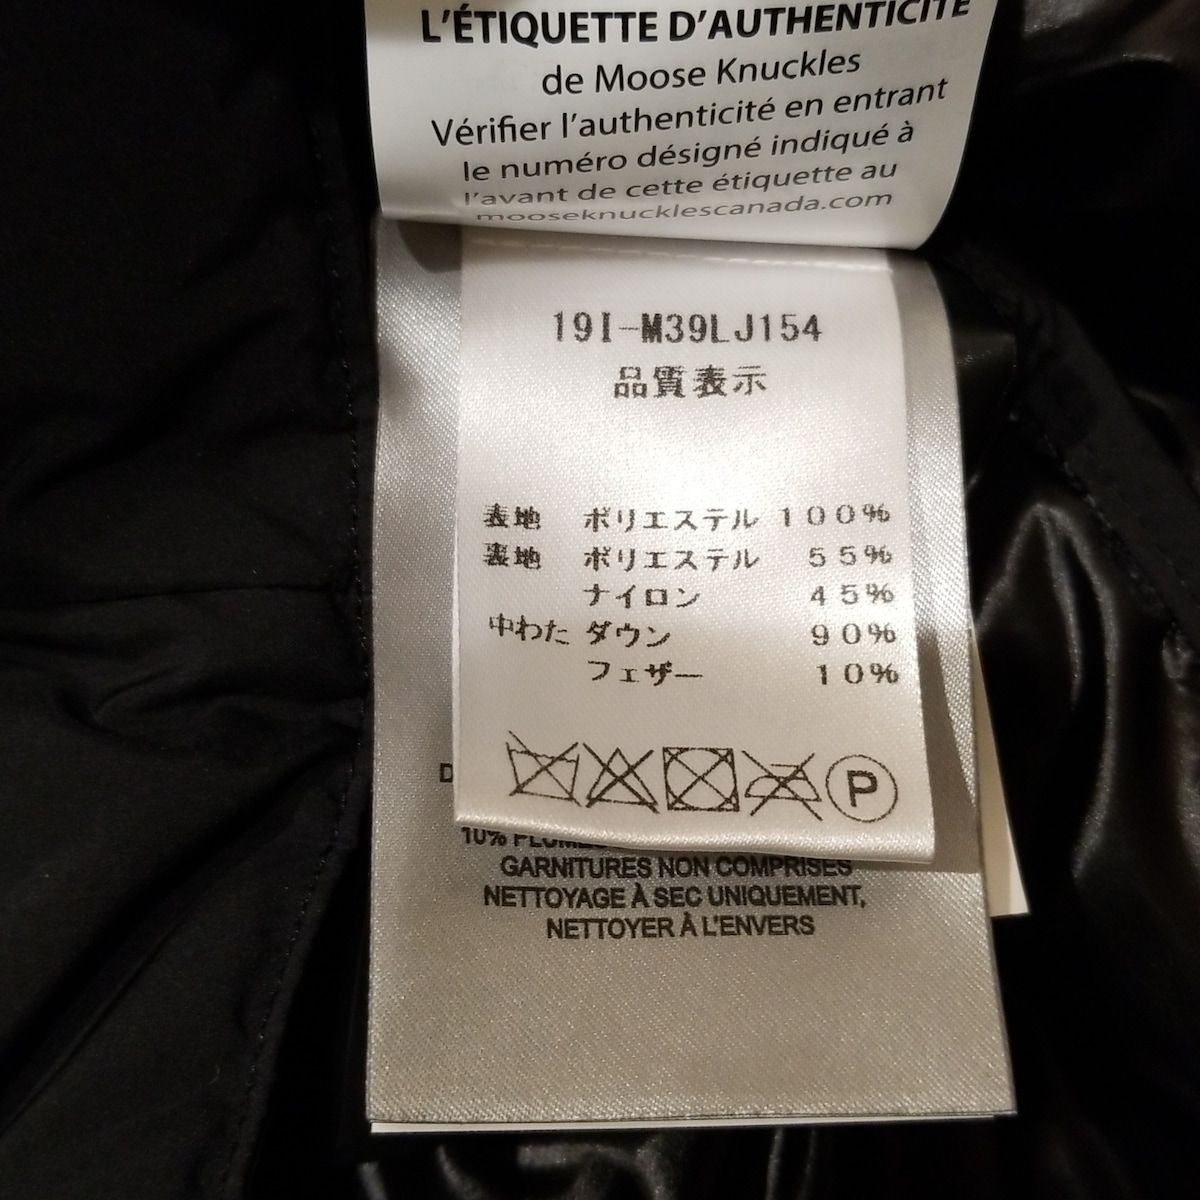 L'ÉTIQUETTE D'AUTHENTICITÉ
de Moose Knuckles
Vérifier l'authenticité en entrant
le numéro désigné indiqué à
l'avant de cette étiquette au
mooseknucklescanada.com
19I-M39LJ154
品質表示
表地 ポリエステル 100%
裏地 ポリエステル 55%
ナイロン 45%
中わた ダウン 90%
フェザー 10%
P
10% PLUMES
GARNITURES NON COMPRISES
NETTOYAGE À SEC UNIQUEMENT,
NETTOYER À L'ENVERS